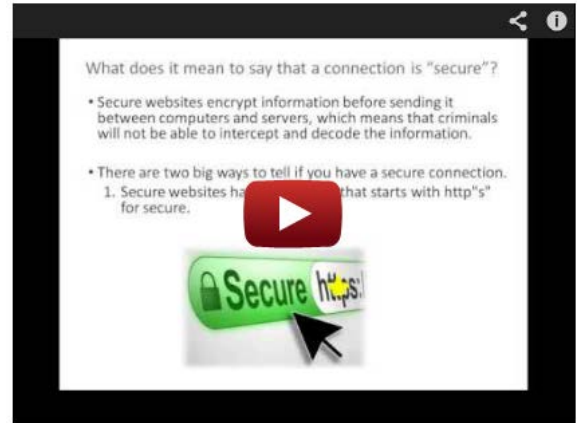 What does it mean to say that a connection is "secure"?
• Secure websites encrypt information before sending it
between computers and servers, which means that criminals
will not be able to intercept and decode the information.
• There are two big ways to tell if you have a secure connection.
1. Secure websites that starts with http"s"
for secure.
Secure https: